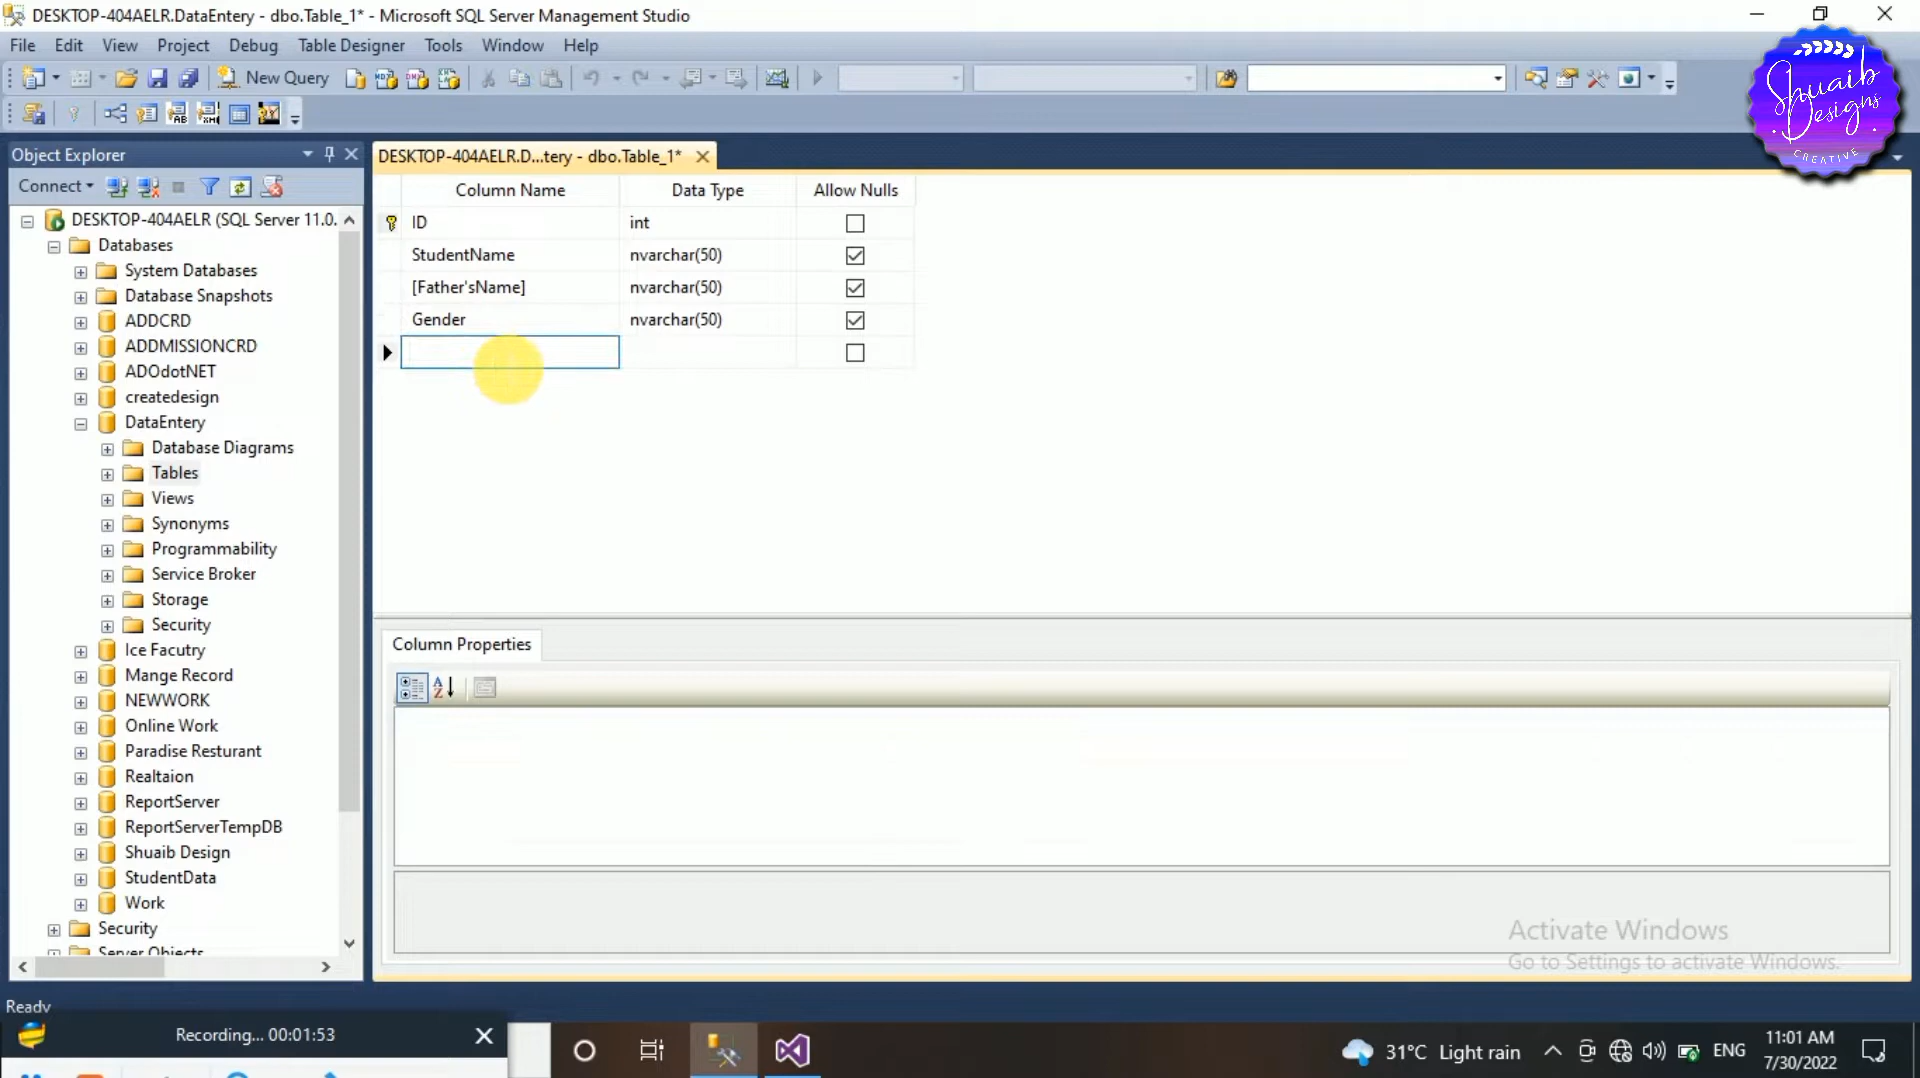 DESKTOP-404AELR.DataEntery - dbo.Table_1* - Microsoft SQL Server Management Studio
File Edit View Project Debug Table Designer Tools Window Help
New Query
Shuaib
Designs
CREATIVE
Object Explorer
DESKTOP-404AELR.D...tery - dbo.Table_1*
Connect
Column Name Data Type Allow Nulls
DESKTOP-404AELR (SQL Server 11.0.
Databases
System Databases
Database Snapshots
ADDCRD
ADDMISSIONCRD
ADOdotNET
createdesign
DataEntery
Database Diagrams
Tables
Views
Synonyms
Programmability
Service Broker
Storage
Security
Ice Facutry
Mange Record
NEWWORK
Online Work
Paradise Resturant
Realtaion
ReportServer
ReportServerTempDB
Shuaib Design
StudentData
Work
Security
Server Objects
ID int
StudentName nvarchar(50)
[Father'sName] nvarchar(50)
Gender nvarchar(50)
Column Properties
Activate Windows
Go to Settings to activate Windows.
Ready
Recording... 00:01:53
31°C Light rain
ENG
11:01 AM
7/30/2022